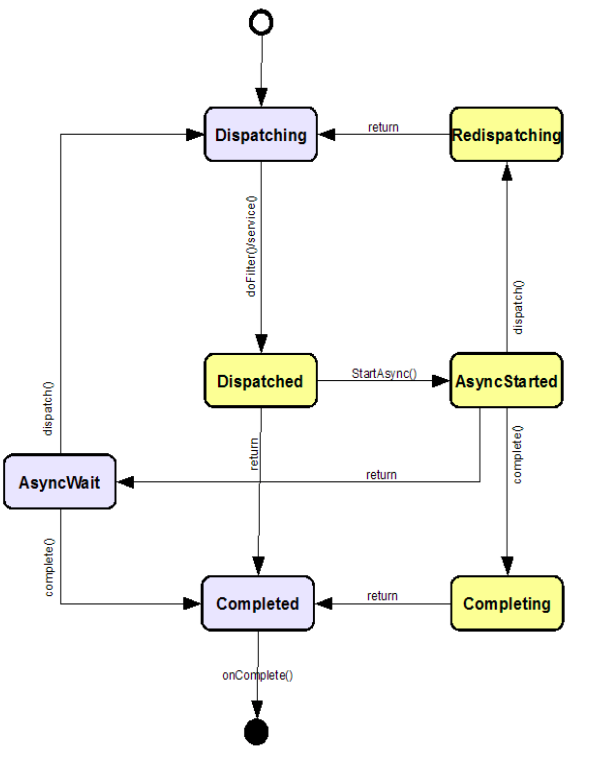 Dispatching
return
Redispatching
doFilter()/service()
dispatch()
Dispatched
StartAsync()
AsyncStarted
dispatch()
return
complete()
AsyncWait
return
complete()
Completed
return
Completing
onComplete()